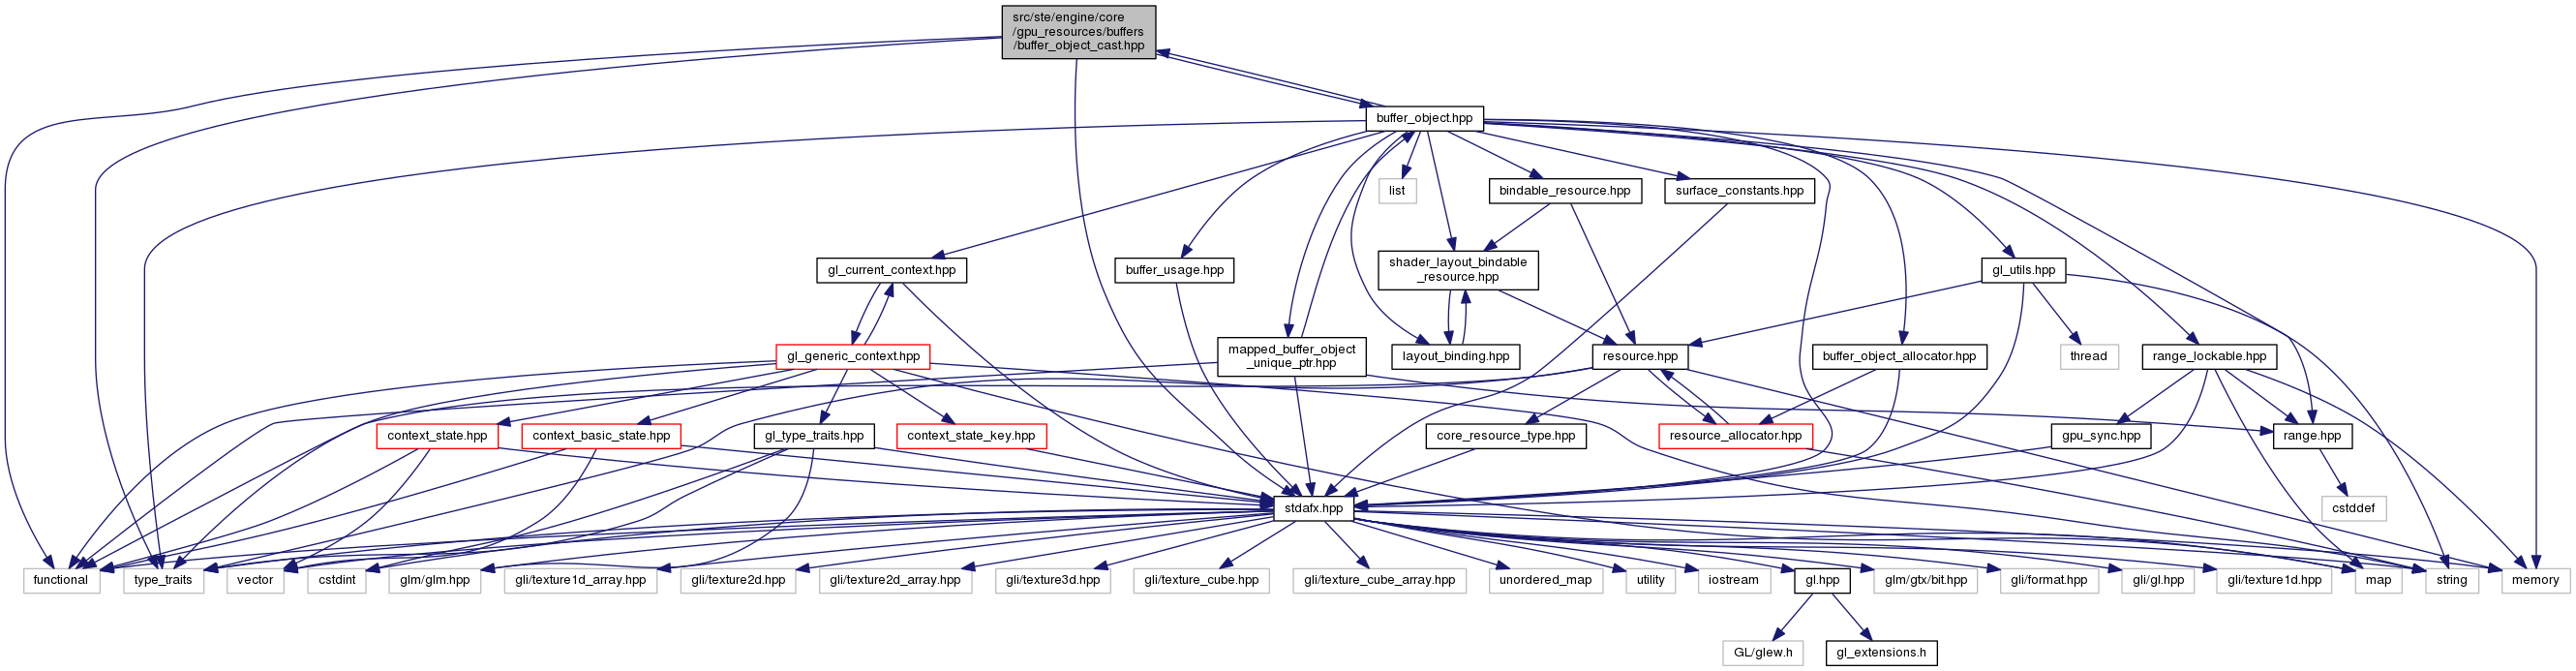 src/ste/engine/core
/gpu_resources/buffers
/buffer_object_cast.hpp
buffer_object.hpp
list
bindable_resource.hpp
surface_constants.hpp
gl_current_context.hpp
buffer_usage.hpp
shader_layout_bindable
_resource.hpp
gl_utils.hpp
gl_generic_context.hpp
mapped_buffer_object
_unique_ptr.hpp
layout_binding.hpp
resource.hpp
buffer_object_allocator.hpp
thread
range_lockable.hpp
context_state.hpp
context_basic_state.hpp
gl_type_traits.hpp
context_state_key.hpp
core_resource_type.hpp
resource_allocator.hpp
gpu_sync.hpp
range.hpp
stdafx.hpp
cstddef
functional
type_traits
vector
cstdint
glm/glm.hpp
gli/texture1d_array.hpp
gli/texture2d.hpp
gli/texture2d_array.hpp
gli/texture3d.hpp
gli/texture_cube.hpp
gli/texture_cube_array.hpp
unordered_map
utility
iostream
gl.hpp
glm/gtx/bit.hpp
gli/format.hpp
gli/gl.hpp
gli/texture1d.hpp
map
string
memory
GL/glew.h
gl_extensions.h